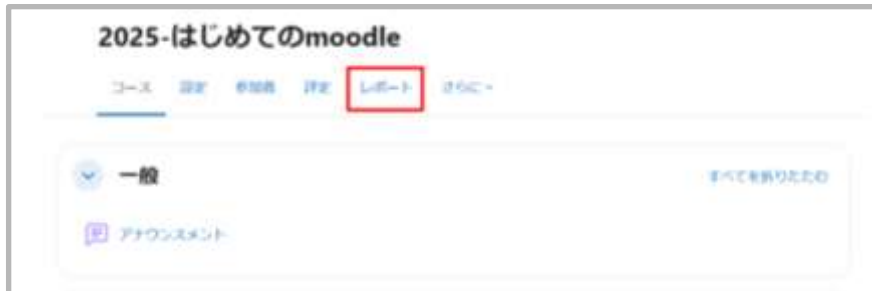 2025-はじめてのmoodle
コース 設定 参加者 評定 レポート さらに
一般 すべてを折りたたむ
アナウンスメント